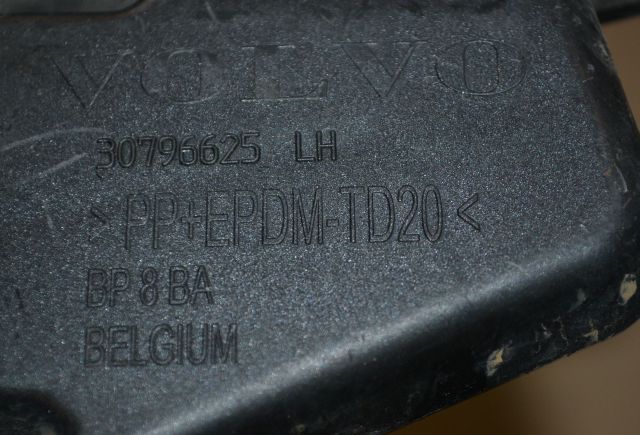 VOLVO
30796625 LH
>PP+EPDM-TD20<
BP 8 BA
BELGIUM